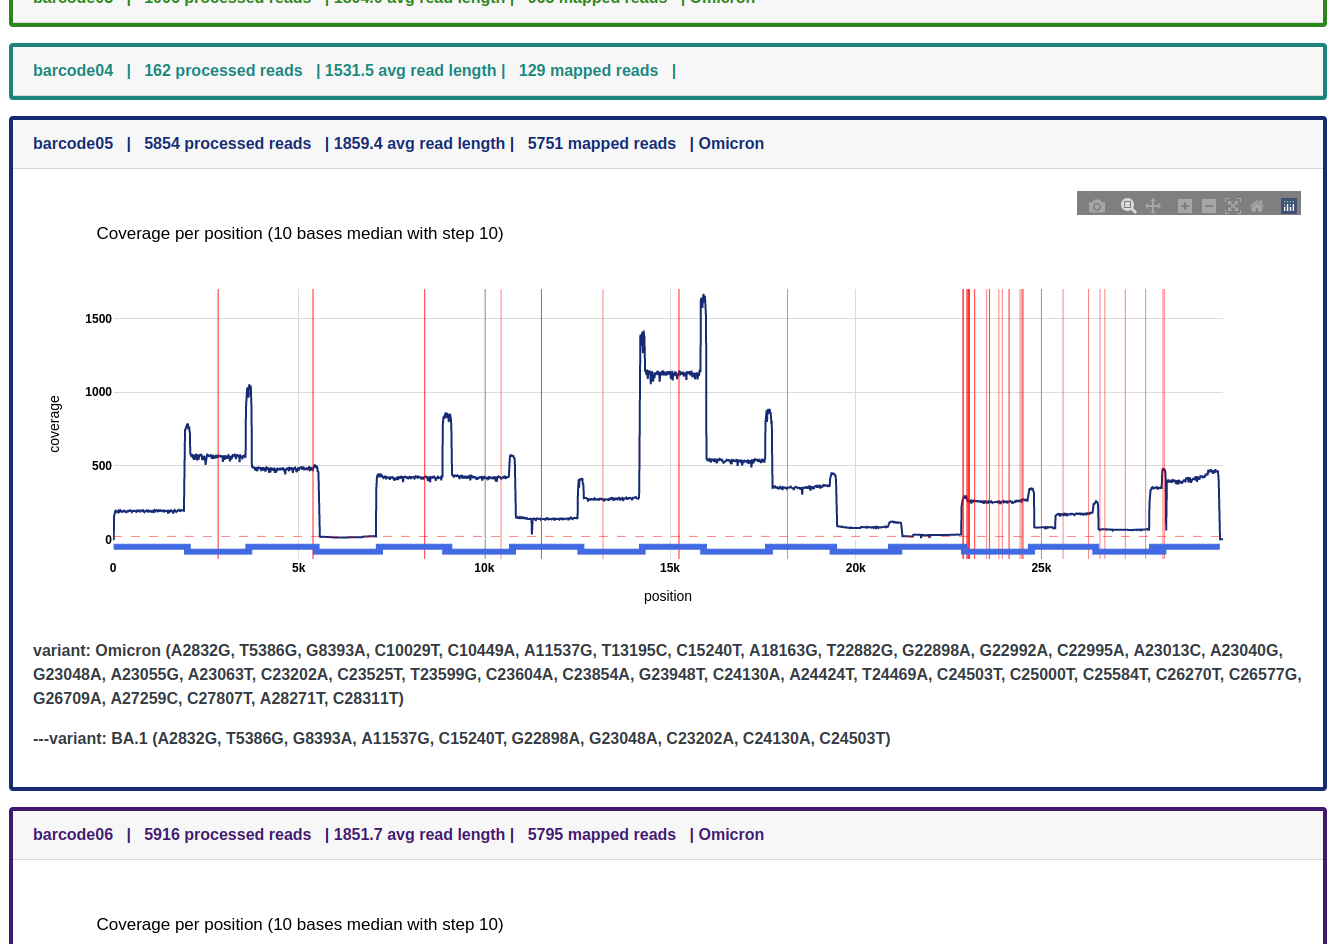 barcode04 | 162 processed reads | 1531.5 avg read length | 129 mapped reads |
barcode05 | 5854 processed reads | 1859.4 avg read length | 5751 mapped reads | Omicron
Coverage per position (10 bases median with step 10)
1500
1000
500
0
coverage
0 5k 10k 15k 20k 25k
position
variant: Omicron (A2832G, T5386G, G8393A, C10029T, C10449A, A11537G, T13195C, C15240T, A18163G, T22882G, G22898A, G22992A, C22995A, A23013C, A23040G,
G23048A, A23055G, A23063T, C23202A, C23525T, T23599G, C23604A, C23854A, G23948T, C24130A, A24424T, T24469A, C24503T, C25000T, C25584T, C26270T, C26577G,
G26709A, A27259C, C27807T, A28271T, C28311T)
---variant: BA.1 (A2832G, T5386G, G8393A, A11537G, C15240T, G22898A, G23048A, C23202A, C24130A, C24503T)
barcode06 | 5916 processed reads | 1851.7 avg read length | 5795 mapped reads | Omicron
Coverage per position (10 bases median with step 10)